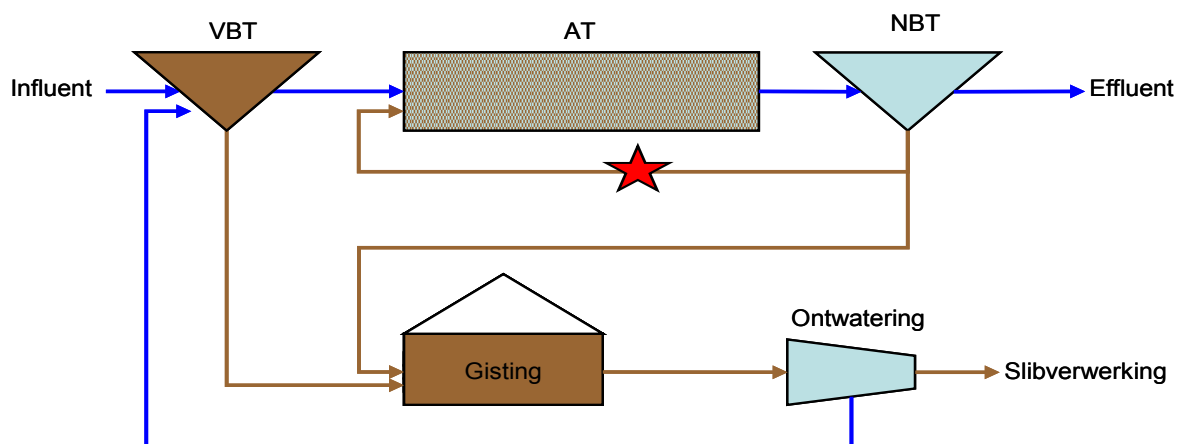 VBT
AT
NBT
Influent
Effluent
Ontwatering
Gisting
Slibverwerking